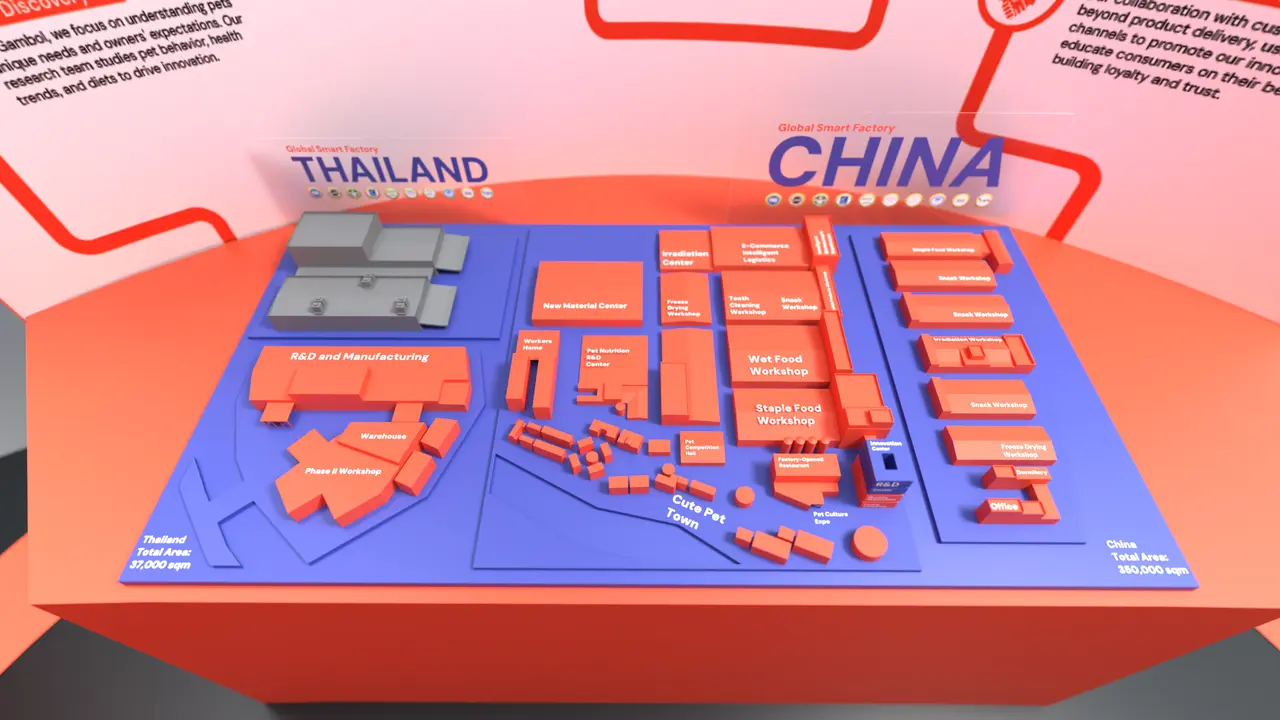 Discovery
Gambol, we focus on understanding pets
nique needs and owners' expectations. Our
research team studies pet behavior, health
trends, and diets to drive innovation.
collaboration with cus
beyond product delivery, us
channels to promote our inno
educate consumers on their be
building loyalty and trust.
Global Smart Factory
THAILAND
Global Smart Factory
CHINA
R&D and Manufacturing
Warehouse
Phase II Workshop
Thailand
Total Area:
37,000 sqm
New Material Center
Irradiation
Center
E-Commerce
Intelligent
Logistics
Workers
Home
Pet Nutrition
R&D
Center
Freeze
Drying
Workshop
Tooth
Cleaning
Workshop
Snack
Workshop
Wet Food
Workshop
Staple Food
Workshop
Pet
Competition
Hall
Factory-Opened
Restaurant
Innovation
Center
R&D
Cute Pet
Town
Pet Culture
Expo
Staple Food Workshop
Snack Workshop
Snack Workshop
Irradiation Workshop
Snack Workshop
Freeze Drying
Workshop
Dormitory
Office
China
Total Area:
350,000 sqm